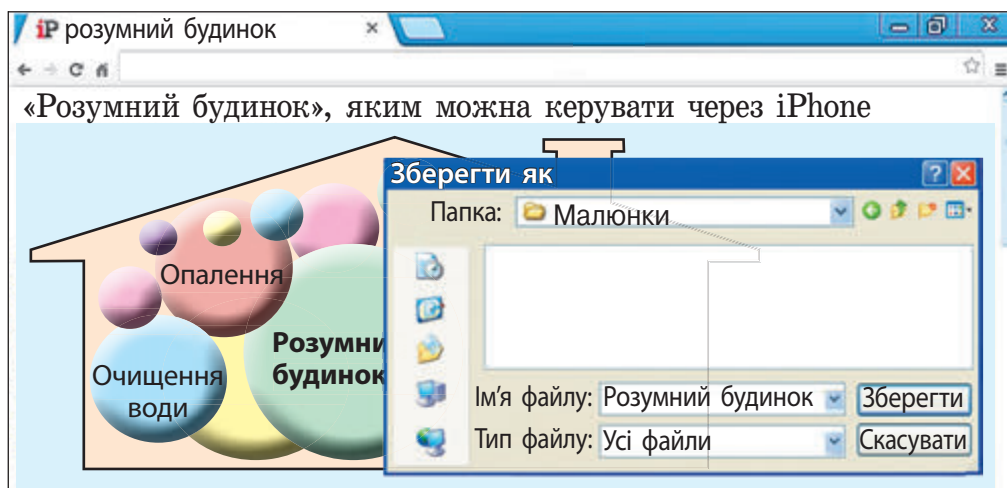 iP розумний будинок
«Розумний будинок», яким можна керувати через iPhone
Зберегти як
Папка: Малюнки
Опалення
Розумни
будинок
Очищення
води
Ім'я файлу: Розумний будинок Зберегти
Тип файлу: Усі файли Скасувати